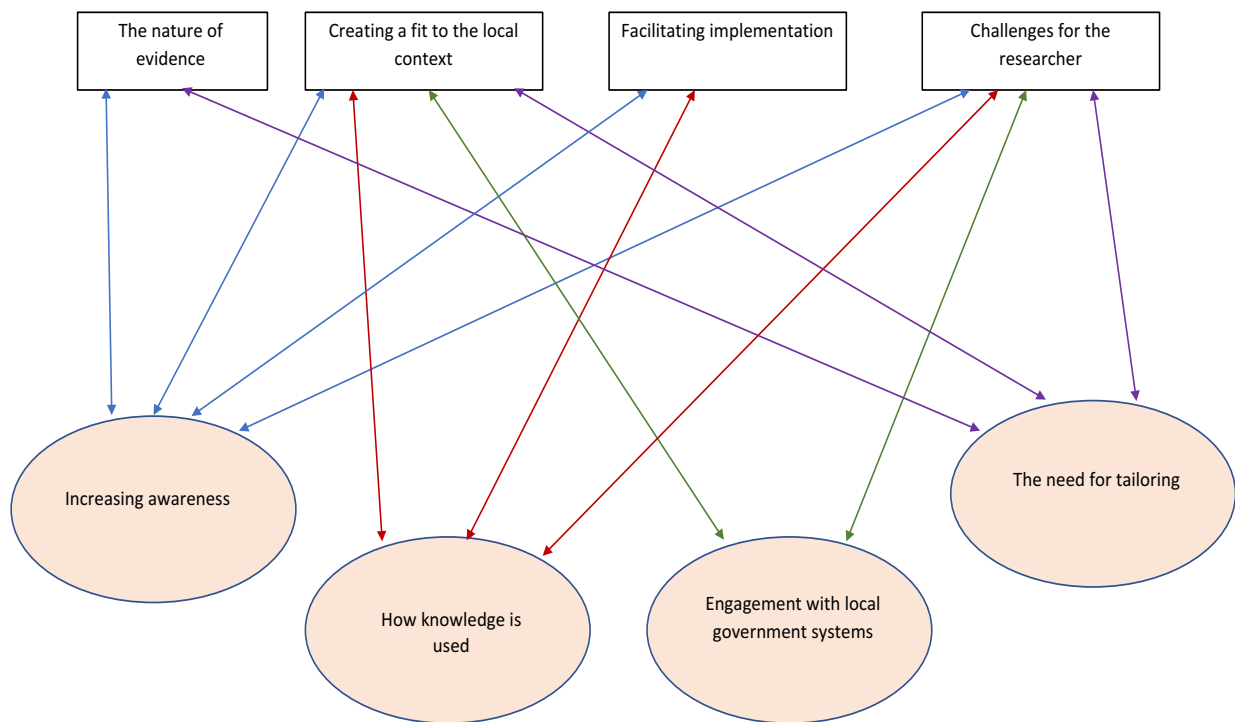 The nature of
evidence
Creating a fit to the local
context
Facilitating implementation
Challenges for the
researcher
Increasing awareness
The need for tailoring
How knowledge is
used
Engagement with local
government systems